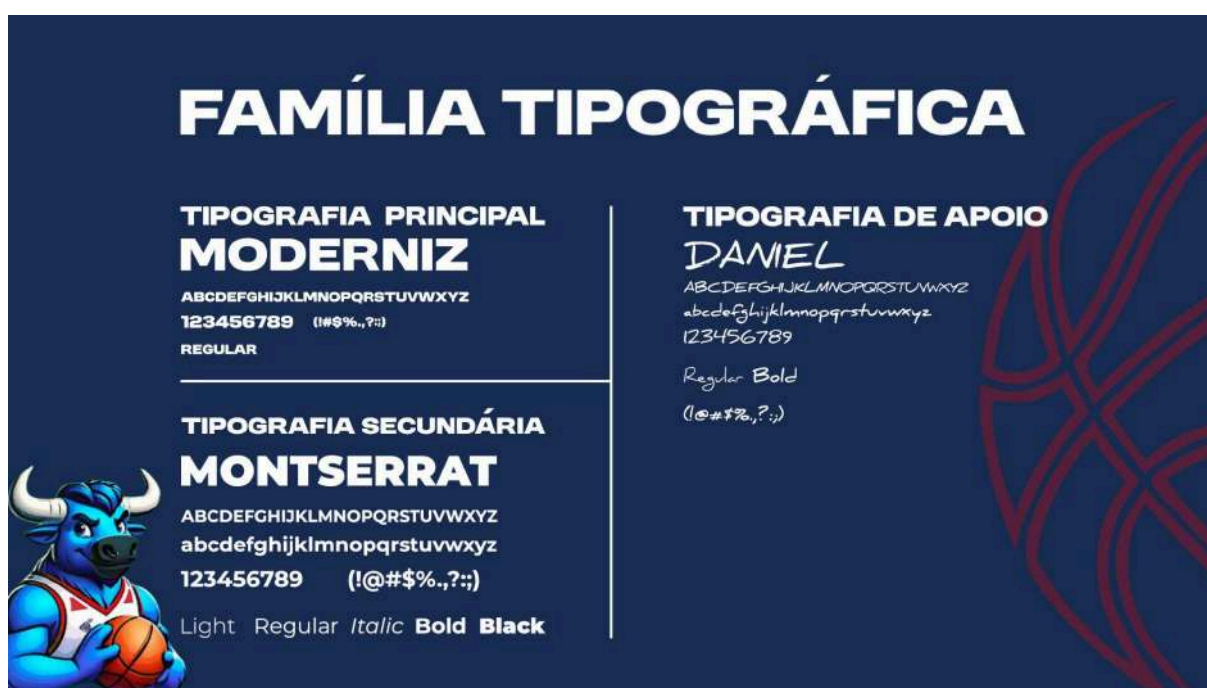 FAMÍLIA TIPOGRÁFICA
TIPOGRAFIA PRINCIPAL
MODERNIZ
ABCDEFGHIJKLMNOPQRSTUVWXYZ
123456789 (!#$%.,?:;)
REGULAR
TIPOGRAFIA SECUNDÁRIA
MONTSERRAT
ABCDEFGHIJKLMNOPQRSTUVWXYZ
abcdefghijklmnopqrstuvwxyz
123456789 (!@#$%.,?:;)
Light Regular Italic Bold Black
TIPOGRAFIA DE APOIO
DANIEL
ABCDEFGHIJKLMNOPQRSTUVWXYZ
abcdefghijklmnopqrstuvwxyz
123456789
Regular Bold
(!@#$%.,?:;)